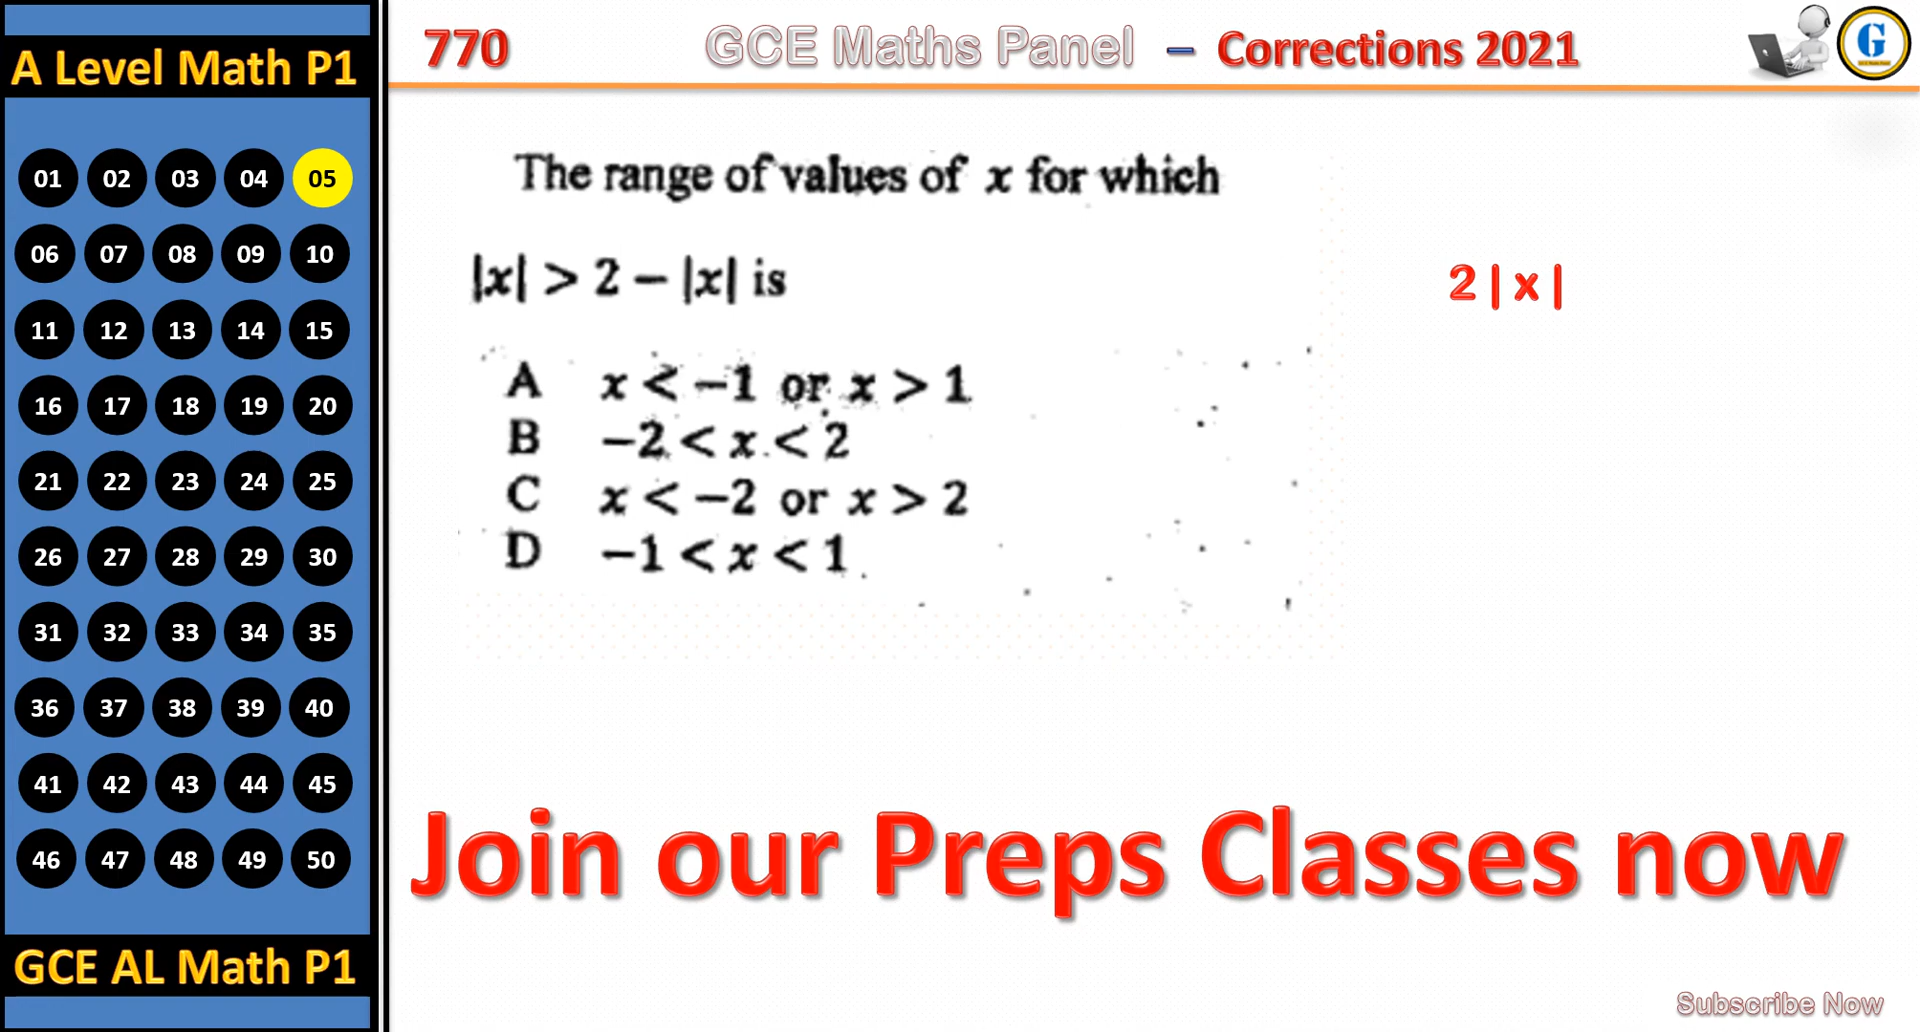 A Level Math P1
01 02 03 04 05
06 07 08 09 10
11 12 13 14 15
16 17 18 19 20
21 22 23 24 25
26 27 28 29 30
31 32 33 34 35
36 37 38 39 40
41 42 43 44 45
46 47 48 49 50
GCE AL Math P1
770 GCE Maths Panel – Corrections 2021
G
The range of values of x for which
|x| > 2 − |x| is
2 | x |
A x < −1 or x > 1
B −2 < x < 2
C x < −2 or x > 2
D −1 < x < 1
Join our Preps Classes now
Subscribe Now